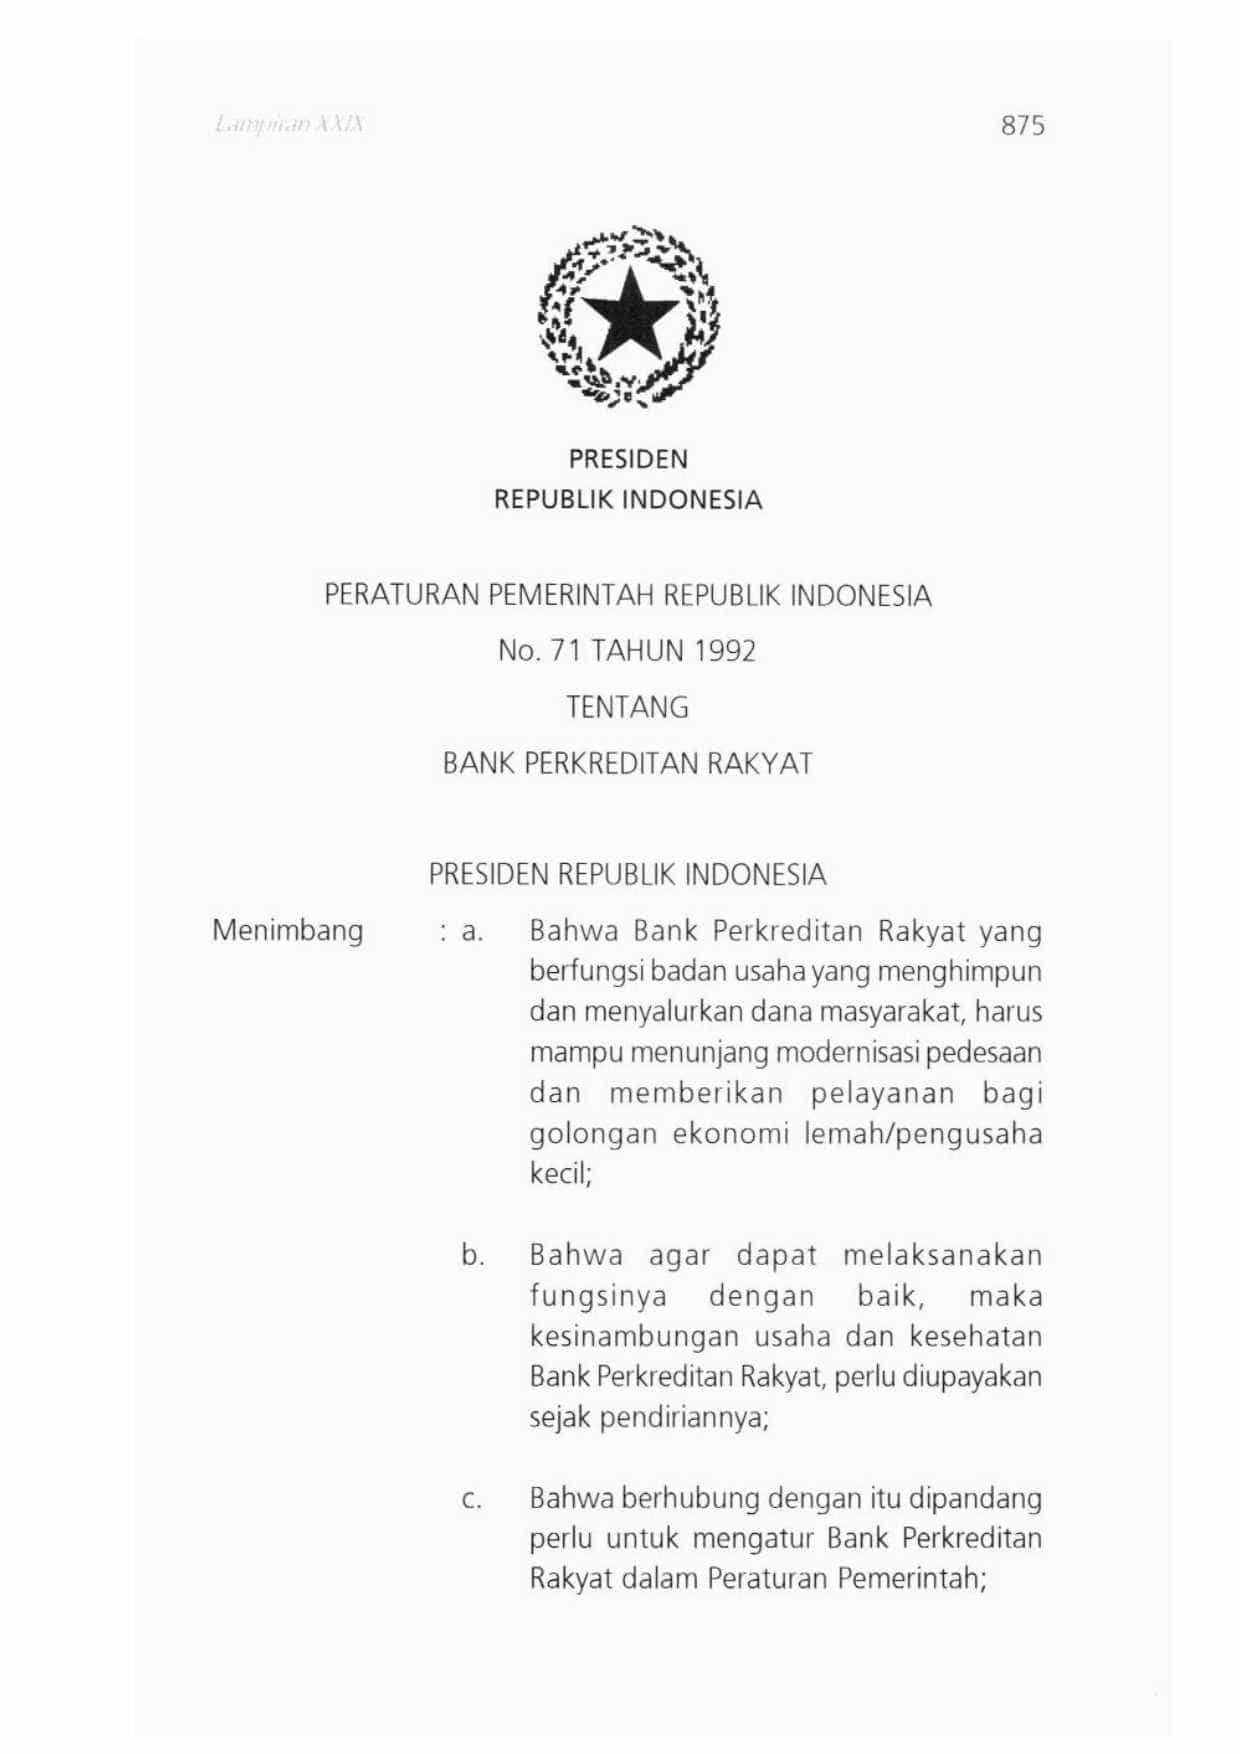 Lampiran XXIX
875
PRESIDEN
REPUBLIK INDONESIA
PERATURAN PEMERINTAH REPUBLIK INDONESIA
No. 71 TAHUN 1992
TENTANG
BANK PERKREDITAN RAKYAT
PRESIDEN REPUBLIK INDONESIA
Menimbang : a. Bahwa Bank Perkreditan Rakyat yang
berfungsi badan usaha yang menghimpun
dan menyalurkan dana masyarakat, harus
mampu menunjang modernisasi pedesaan
dan memberikan pelayanan bagi
golongan ekonomi lemah/pengusaha
kecil;
b. Bahwa agar dapat melaksanakan
fungsinya dengan baik, maka
kesinambungan usaha dan kesehatan
Bank Perkreditan Rakyat, perlu diupayakan
sejak pendiriannya;
c. Bahwa berhubung dengan itu dipandang
perlu untuk mengatur Bank Perkreditan
Rakyat dalam Peraturan Pemerintah;